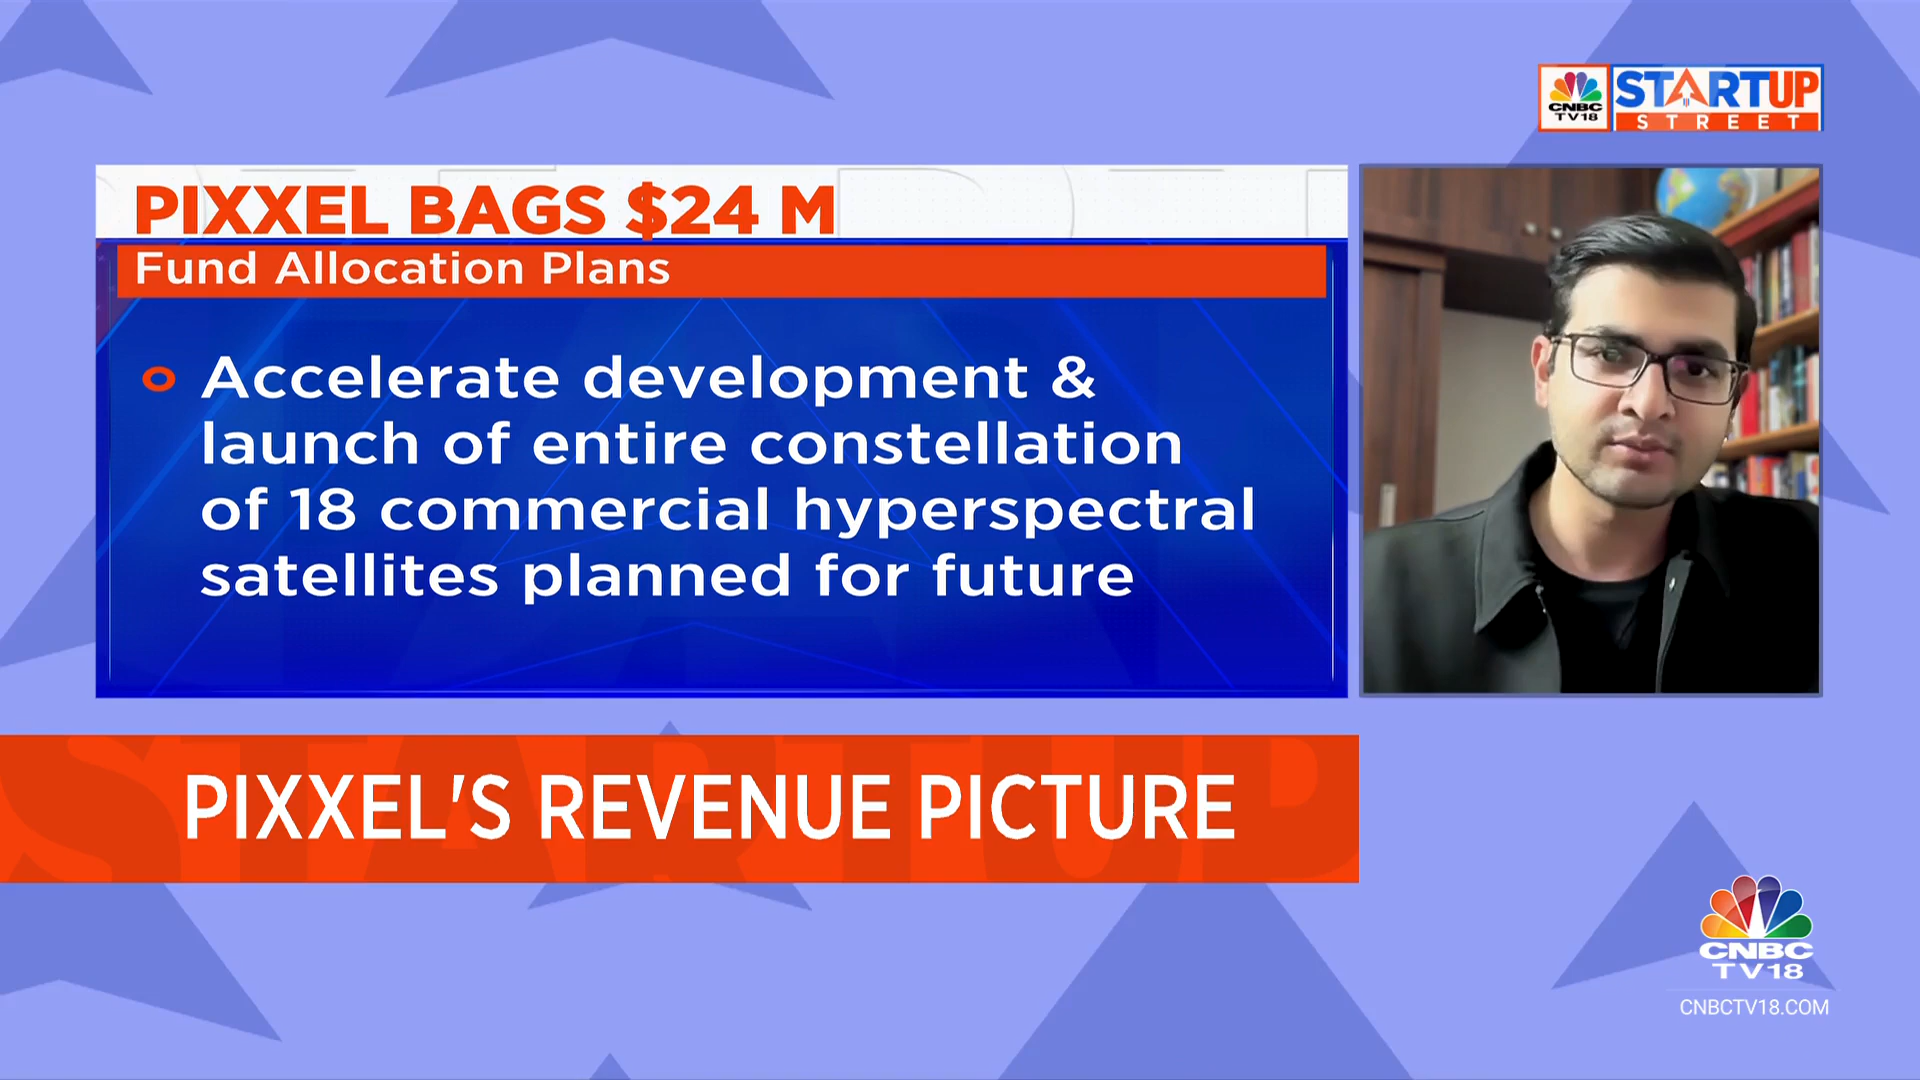 CNBC
TV18
STARTUP
STREET
PIXXEL BAGS $24 M
Fund Allocation Plans
Accelerate development &
launch of entire constellation
of 18 commercial hyperspectral
satellites planned for future
PIXXEL'S REVENUE PICTURE
CNBC
TV18
CNBCTV18.COM